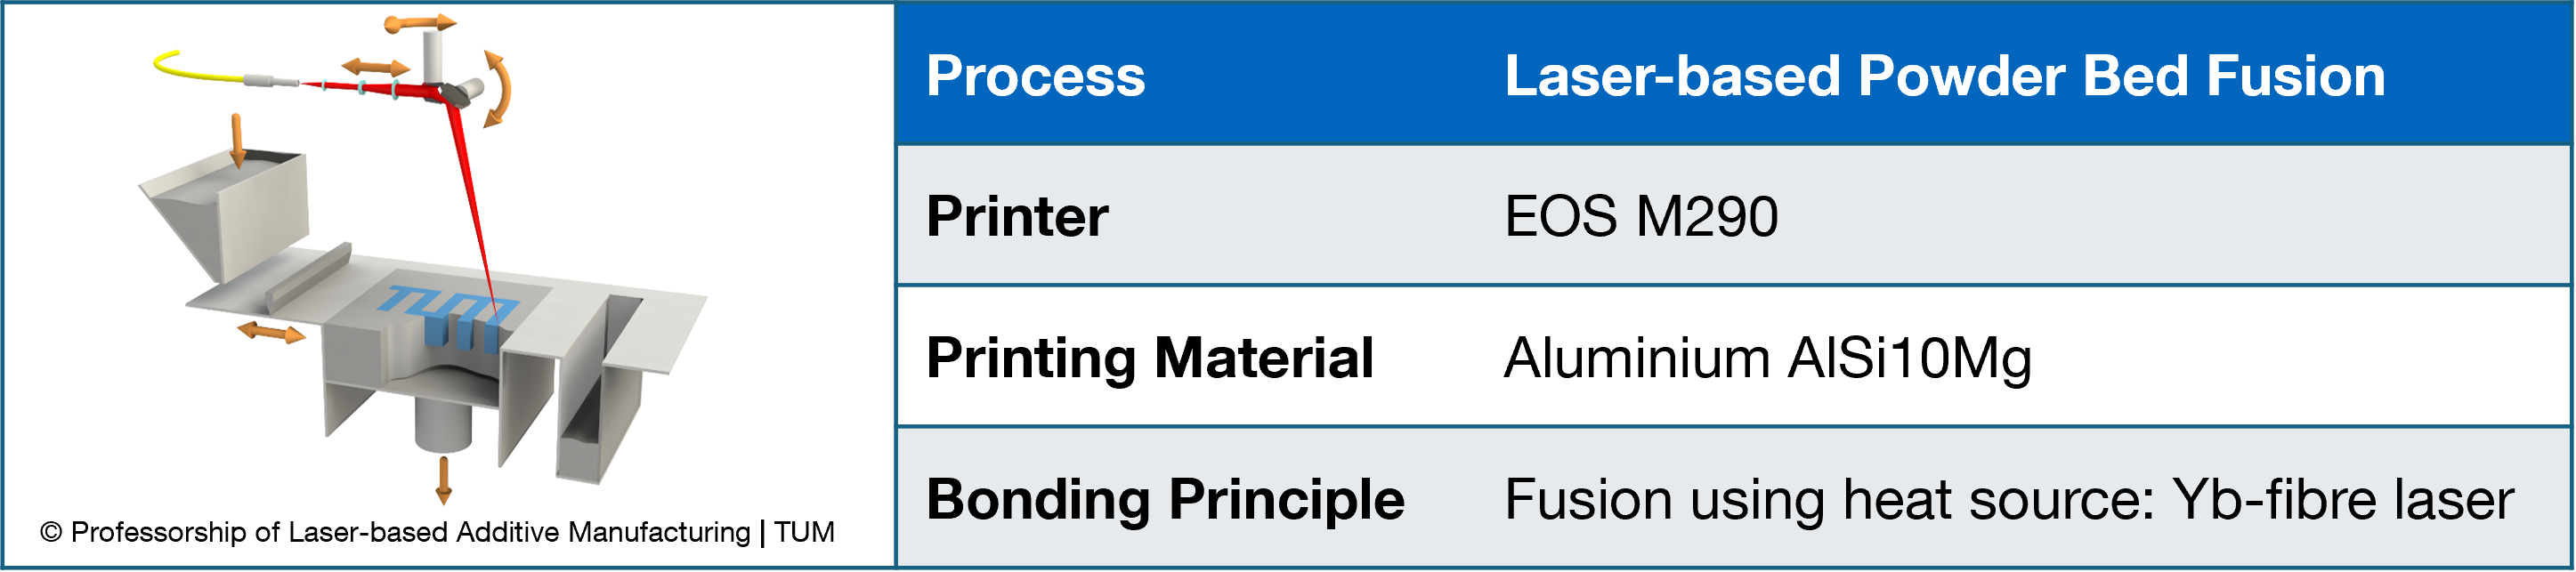 TUM
© Professorship of Laser-based Additive Manufacturing | TUM
Process Laser-based Powder Bed Fusion
Printer EOS M290
Printing Material Aluminium AlSi10Mg
Bonding Principle Fusion using heat source: Yb-fibre laser